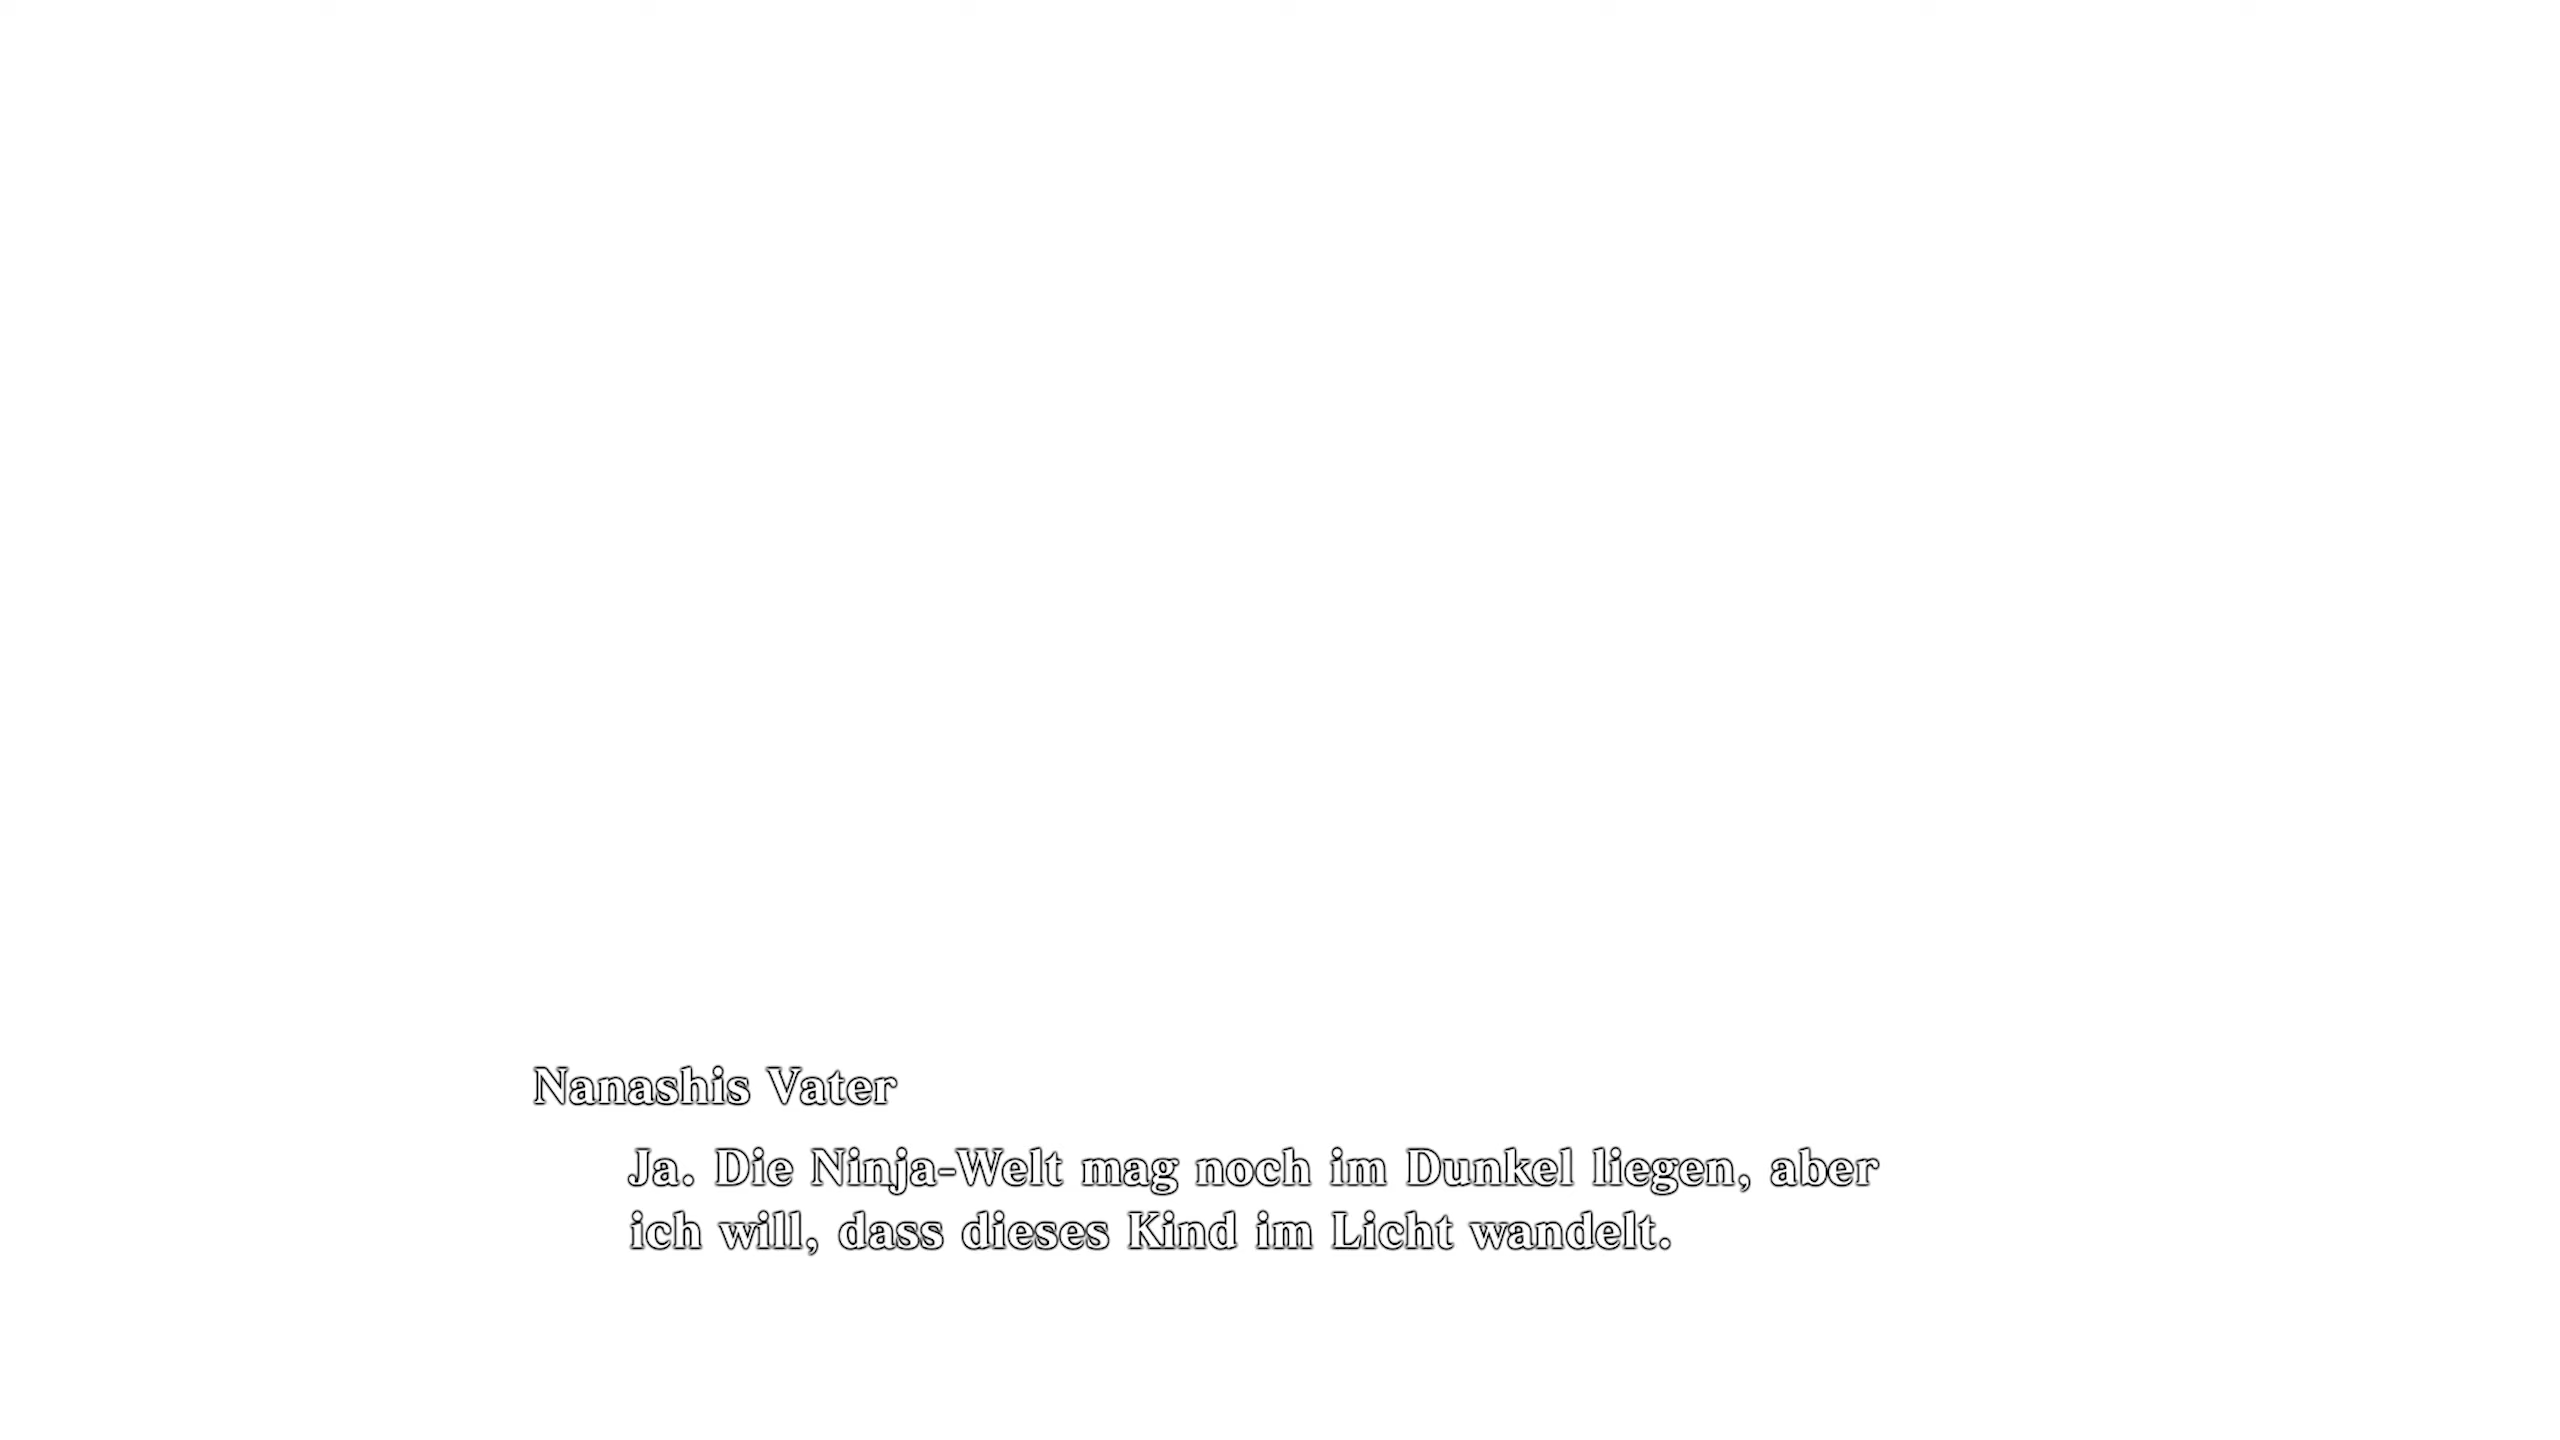 Nanashis Vater
Ja. Die Ninja-Welt mag noch im Dunkel liegen, aber
ich will, dass dieses Kind im Licht wandelt.